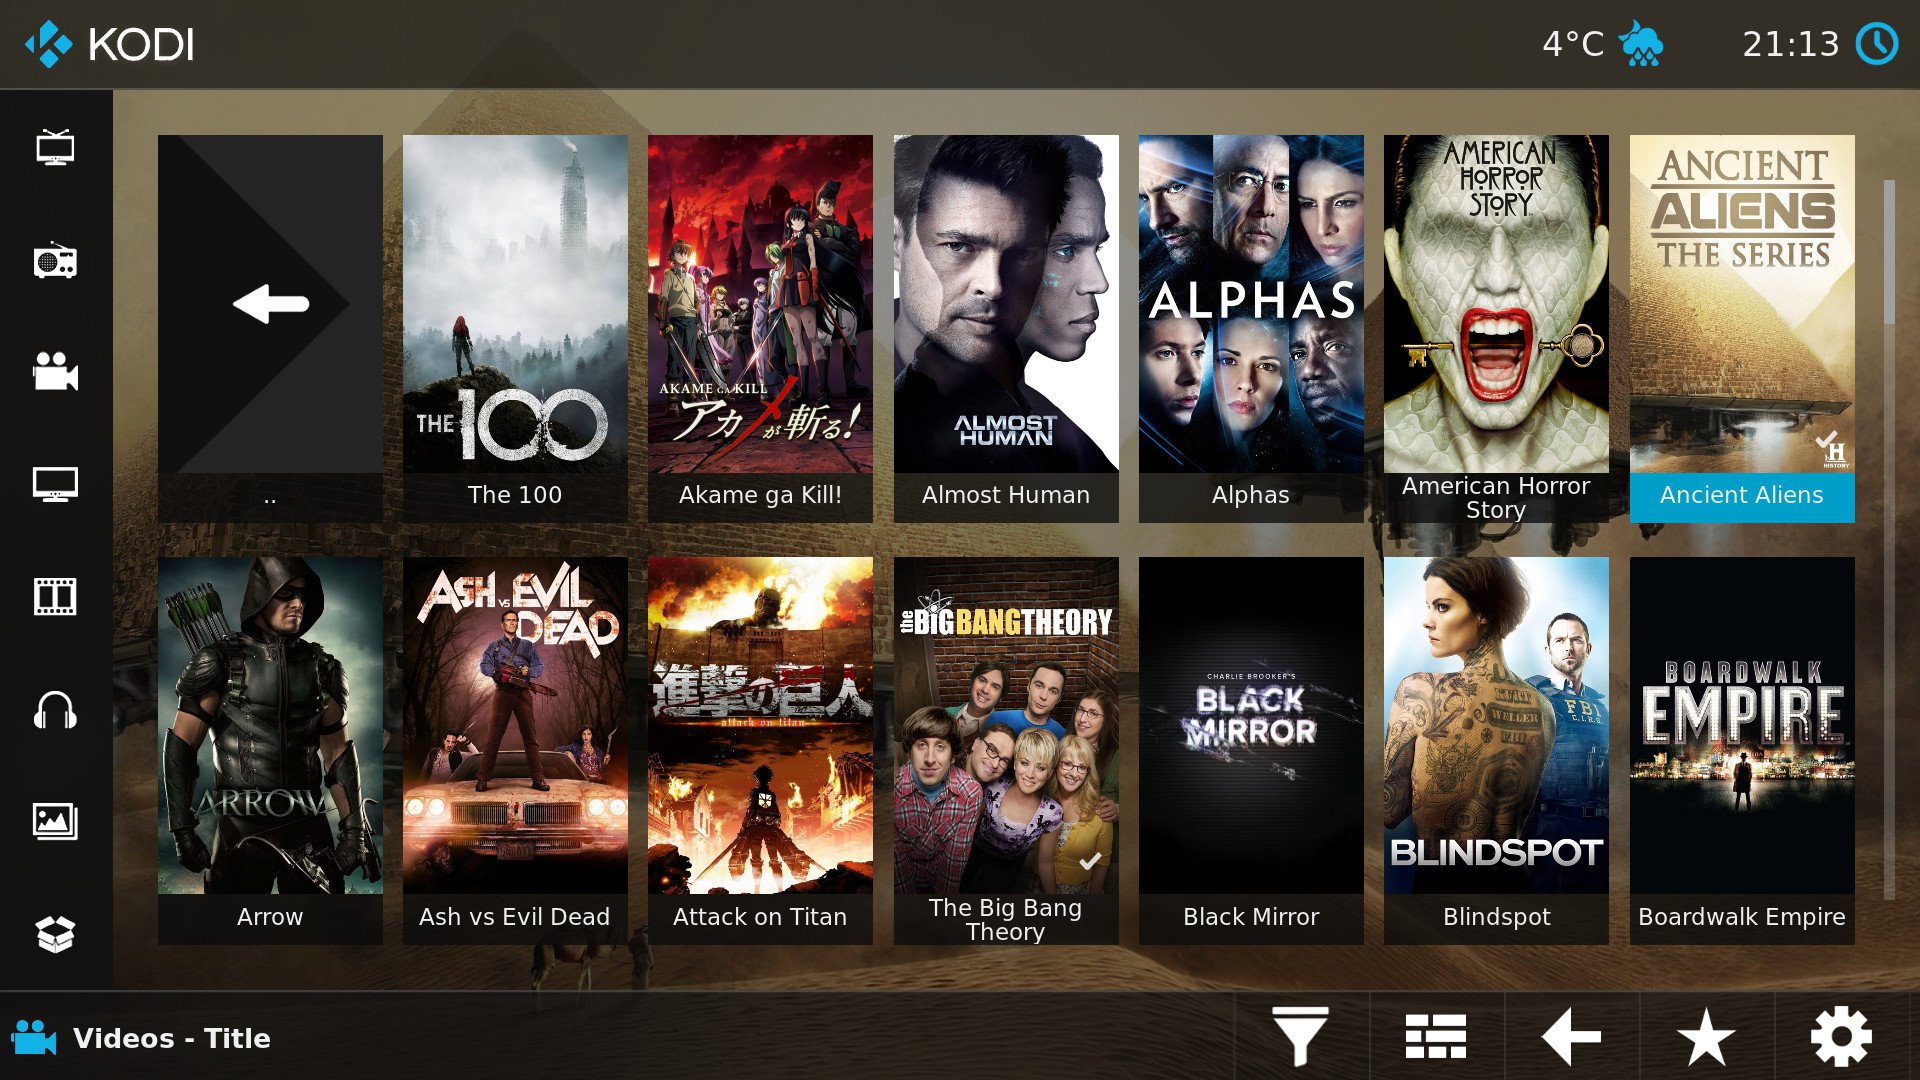 KODI
4°C
21:13
THE 100
AKAME GA KILL
アカメが斬る!
ALMOST
HUMAN
ALPHAS
AMERICAN
HORROR
STORY
ANCIENT
ALIENS
THE SERIES
H
HISTORY
..
The 100
Akame ga Kill!
Almost Human
Alphas
American Horror
Story
Ancient Aliens
ARROW
ASH VS EVIL
DEAD
進撃の巨人
attack on titan
the BIG BANG THEORY
CHARLIE BROOKER'S
BLACK
MIRROR
KURT
WELLER
FBI
FBI
BLINDSPOT
BOARDWALK
EMPIRE
Arrow
Ash vs Evil Dead
Attack on Titan
The Big Bang
Theory
Black Mirror
Blindspot
Boardwalk Empire
Videos - Title